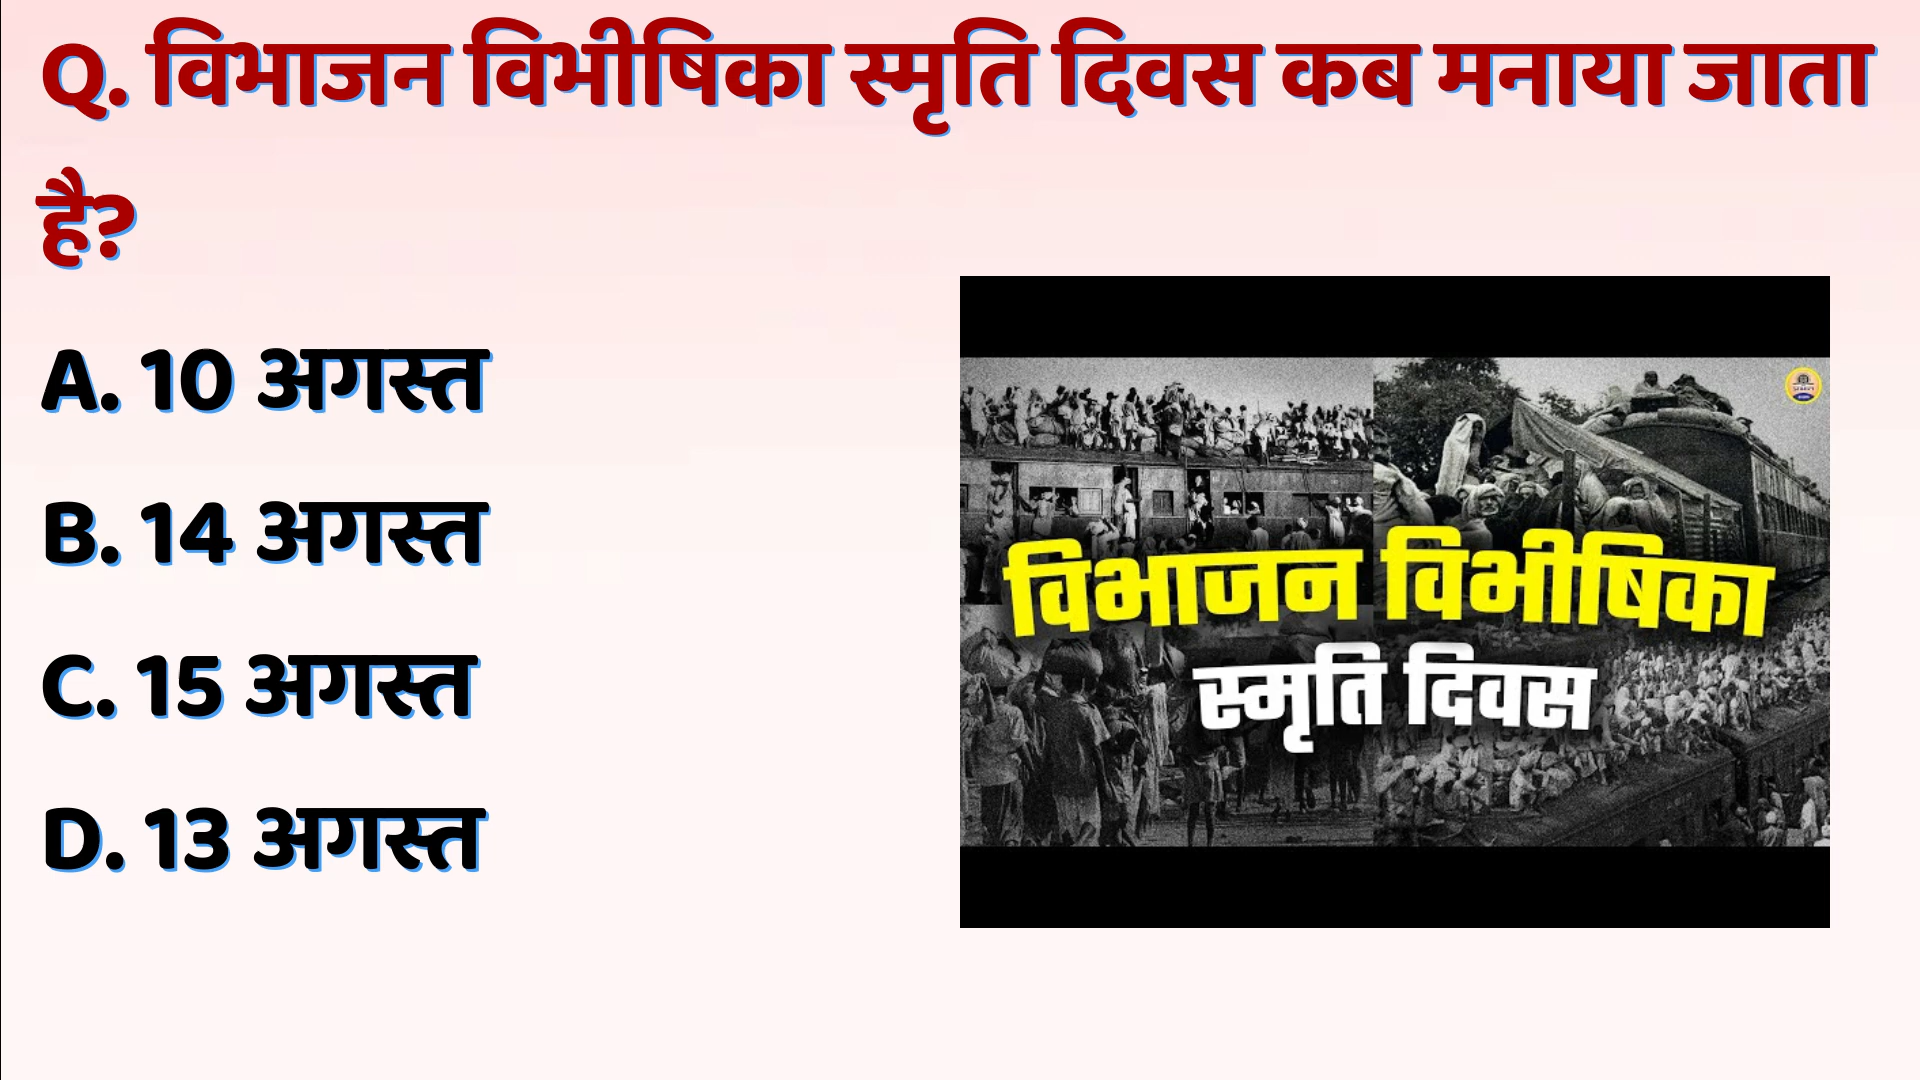 Q. विभाजन विभीषिका स्मृति दिवस कब मनाया जाता
है?
A. 10 अगस्त
B. 14 अगस्त
C. 15 अगस्त
D. 13 अगस्त
विभाजन विभीषिका
स्मृति दिवस